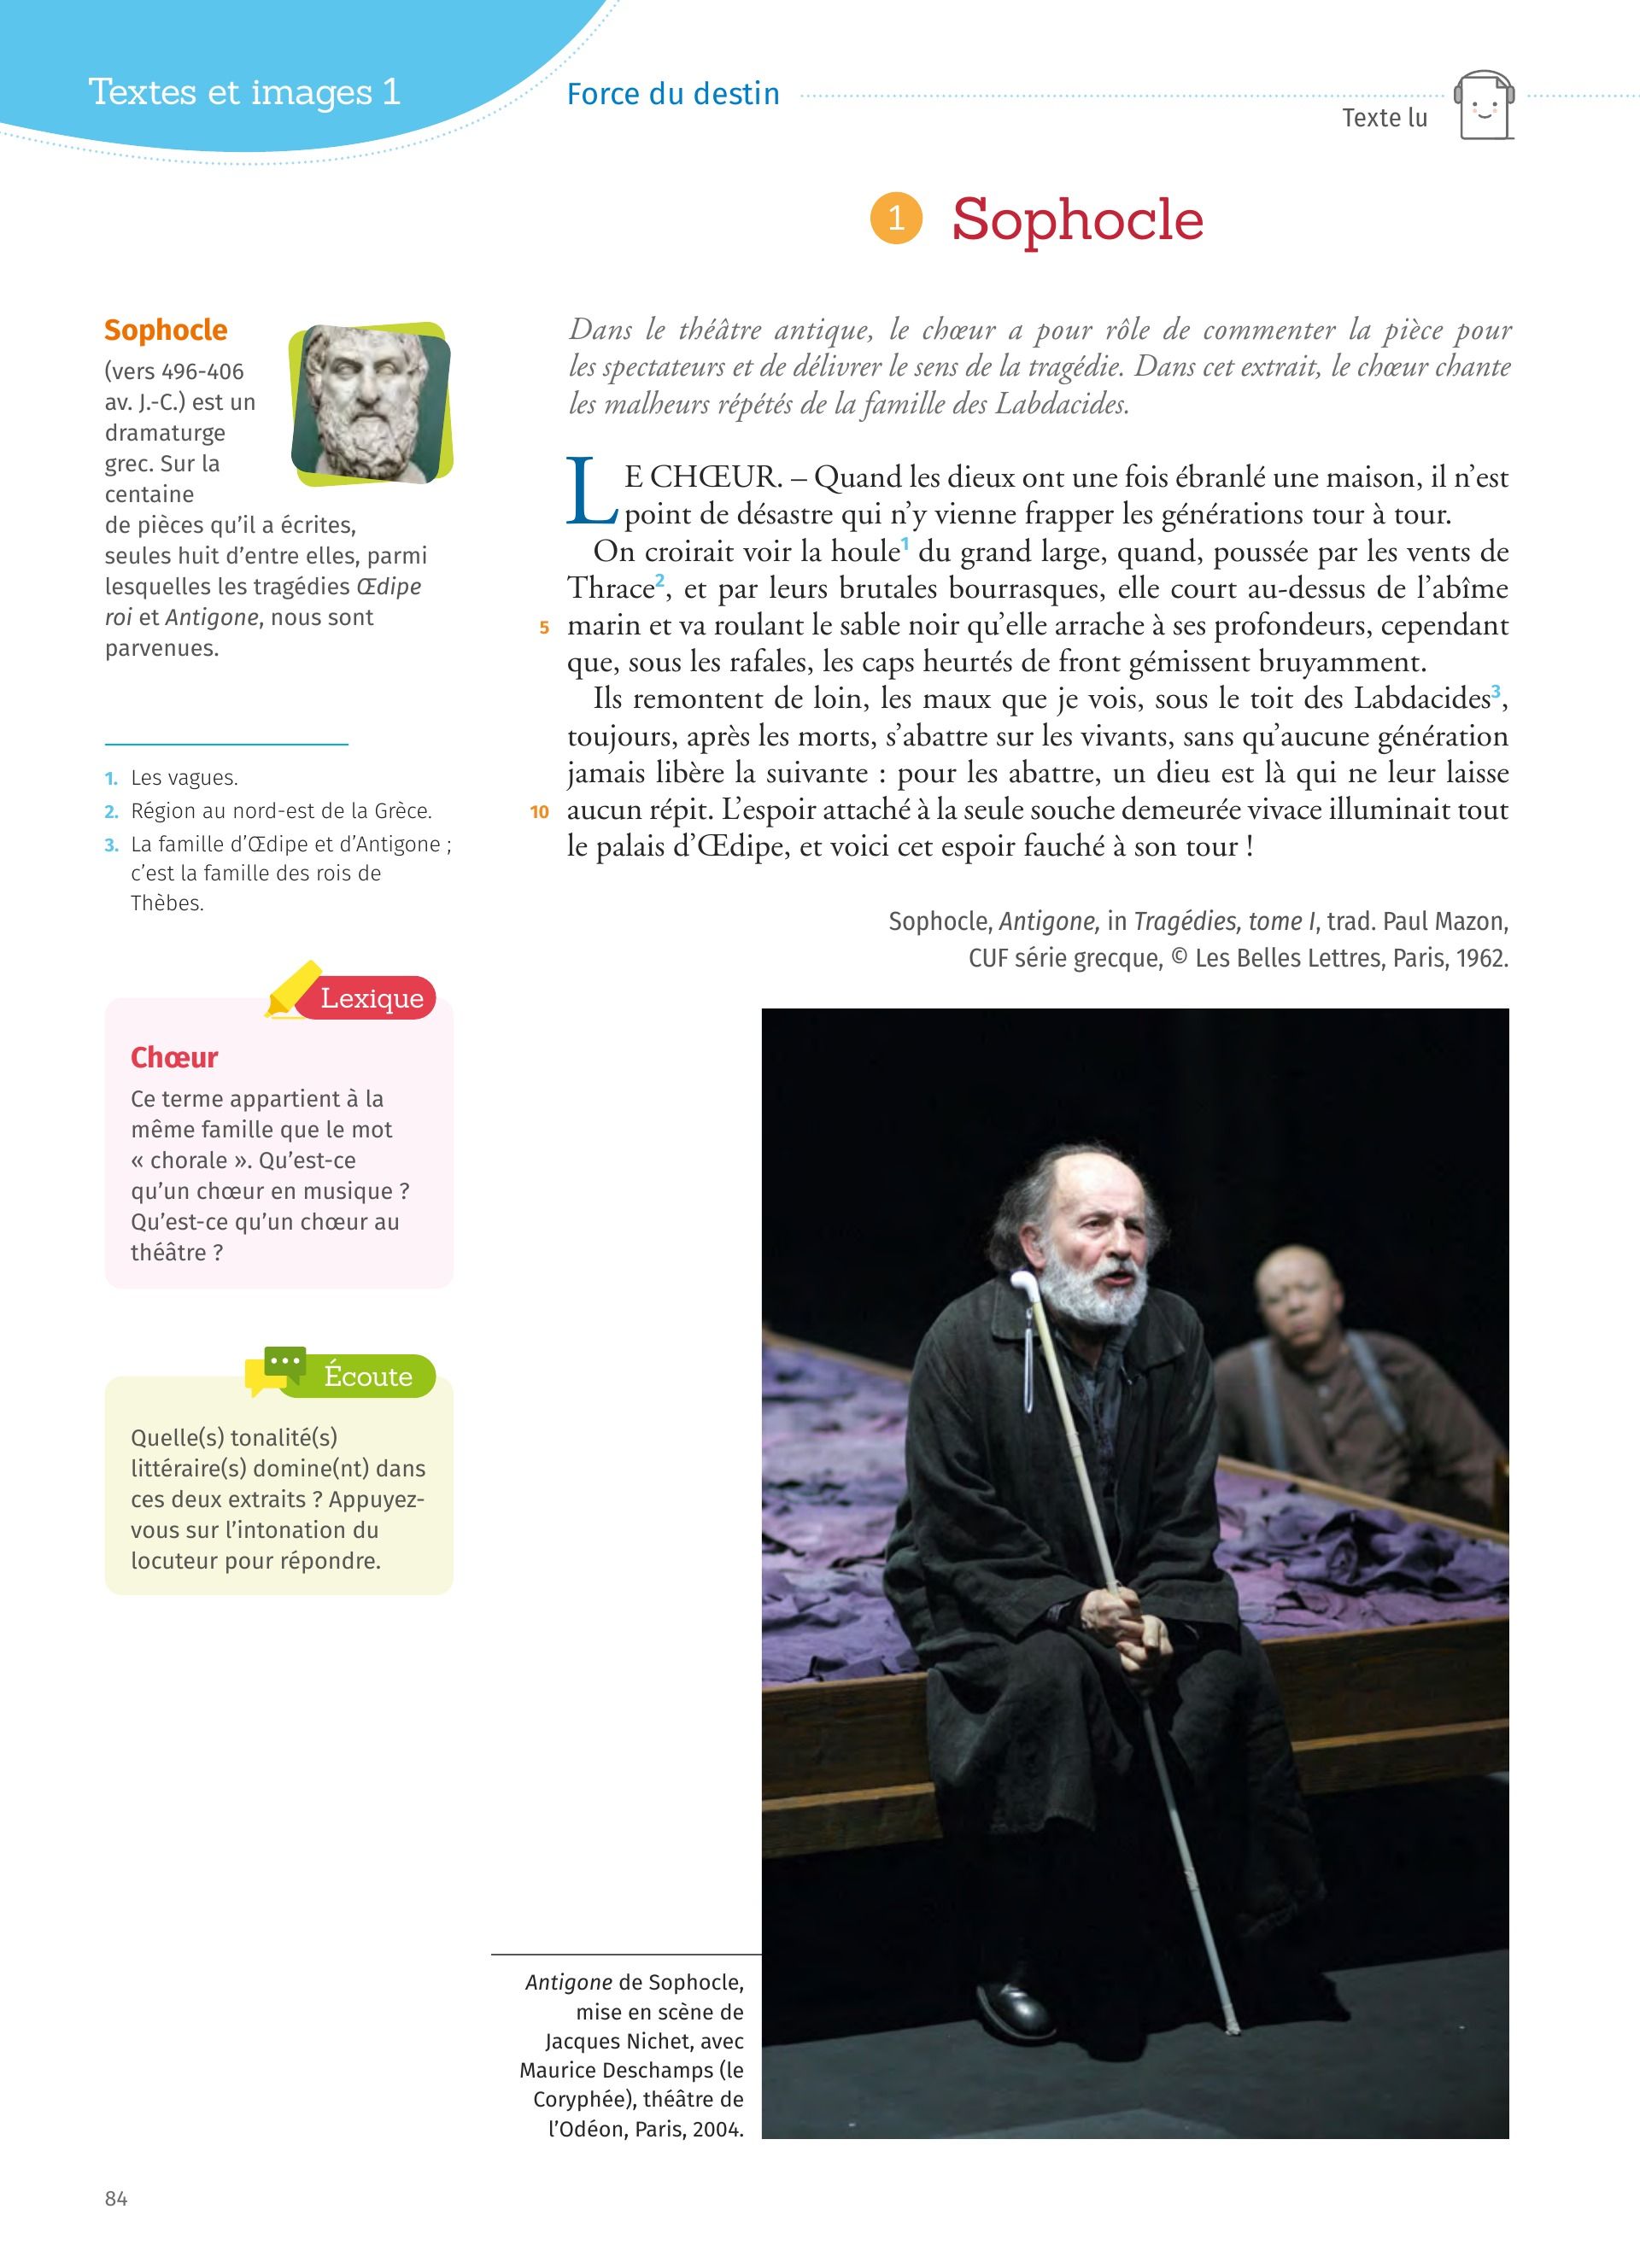 Textes et images 1
Force du destin
Texte lu
1 Sophocle
Sophocle
(vers 496-406
av. J.-C.) est un
dramaturge
grec. Sur la
centaine
de pièces qu'il a écrites,
seules huit d'entre elles, parmi
lesquelles les tragédies Œdipe
roi et Antigone, nous sont
parvenues.
1. Les vagues.
2. Région au nord-est de la Grèce.
3. La famille d'Œdipe et d'Antigone ;
c'est la famille des rois de
Thèbes.
Lexique
Chœur
Ce terme appartient à la
même famille que le mot
« chorale ». Qu'est-ce
qu'un chœur en musique ?
Qu'est-ce qu'un chœur au
théâtre ?
Écoute
Quelle(s) tonalité(s)
littéraire(s) domine(nt) dans
ces deux extraits ? Appuyez-
vous sur l'intonation du
locuteur pour répondre.
Dans le théâtre antique, le chœur a pour rôle de commenter la pièce pour
les spectateurs et de délivrer le sens de la tragédie. Dans cet extrait, le chœur chante
les malheurs répétés de la famille des Labdacides.
LE CHŒUR. – Quand les dieux ont une fois ébranlé une maison, il n'est
point de désastre qui n'y vienne frapper les générations tour à tour.
On croirait voir la houle1 du grand large, quand, poussée par les vents de
Thrace2, et par leurs brutales bourrasques, elle court au-dessus de l'abîme
5 marin et va roulant le sable noir qu'elle arrache à ses profondeurs, cependant
que, sous les rafales, les caps heurtés de front gémissent bruyamment.
Ils remontent de loin, les maux que je vois, sous le toit des Labdacides3,
toujours, après les morts, s'abattre sur les vivants, sans qu'aucune génération
jamais libère la suivante : pour les abattre, un dieu est là qui ne leur laisse
10 aucun répit. L'espoir attaché à la seule souche demeurée vivace illuminait tout
le palais d'Œdipe, et voici cet espoir fauché à son tour !
Sophocle, Antigone, in Tragédies, tome I, trad. Paul Mazon,
CUF série grecque, © Les Belles Lettres, Paris, 1962.
Antigone de Sophocle,
mise en scène de
Jacques Nichet, avec
Maurice Deschamps (le
Coryphée), théâtre de
l'Odéon, Paris, 2004.
84